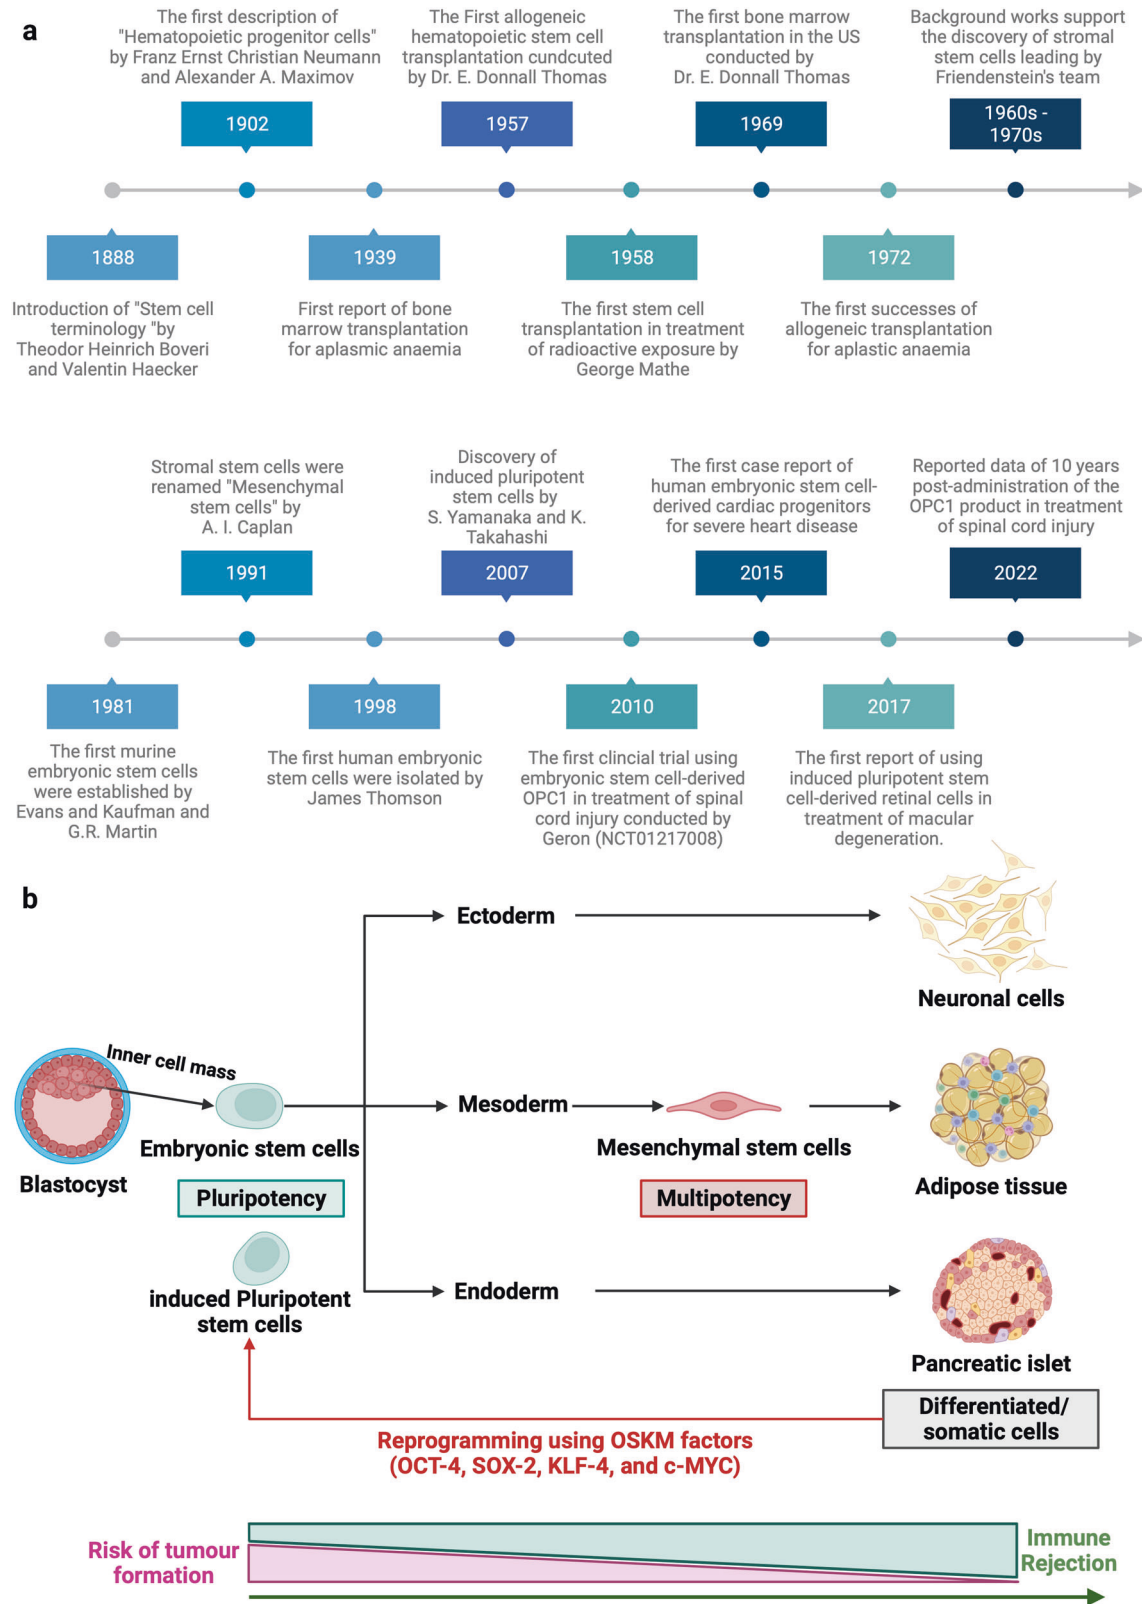 a
The first description of
"Hematopoietic progenitor cells"
by Franz Ernst Christian Neumann
and Alexander A. Maximov
The First allogeneic
hematopoietic stem cell
transplantation cundcuted
by Dr. E. Donnall Thomas
The first bone marrow
transplantation in the US
conducted by
Dr. E. Donnall Thomas
Background works support
the discovery of stromal
stem cells leading by
Friendenstein's team
1902
1957
1969
1960s -
1970s
1888
1939
1958
1972
Introduction of "Stem cell
terminology "by
Theodor Heinrich Boveri
and Valentin Haecker
First report of bone
marrow transplantation
for aplasmic anaemia
The first stem cell
transplantation in treatment
of radioactive exposure by
George Mathe
The first successes of
allogeneic transplantation
for aplastic anaemia
Stromal stem cells were
renamed "Mesenchymal
stem cells" by
A. I. Caplan
Discovery of
induced pluripotent
stem cells by
S. Yamanaka and K.
Takahashi
The first case report of
human embryonic stem cell-
derived cardiac progenitors
for severe heart disease
Reported data of 10 years
post-administration of the
OPC1 product in treatment
of spinal cord injury
1991
2007
2015
2022
1981
1998
2010
2017
The first murine
embryonic stem cells
were established by
Evans and Kaufman and
G.R. Martin
The first human embryonic
stem cells were isolated by
James Thomson
The first clincial trial using
embryonic stem cell-derived
OPC1 in treatment of spinal
cord injury conducted by
Geron (NCT01217008)
The first report of using
induced pluripotent stem
cell-derived retinal cells in
treatment of macular
degeneration.
b
Ectoderm
Neuronal cells
Inner cell mass
Blastocyst
Embryonic stem cells
Pluripotency
Mesoderm
Mesenchymal stem cells
Multipotency
Adipose tissue
induced Pluripotent
stem cells
Endoderm
Pancreatic islet
Differentiated/
somatic cells
Reprogramming using OSKM factors
(OCT-4, SOX-2, KLF-4, and c-MYC)
Risk of tumour
formation
Immune
Rejection